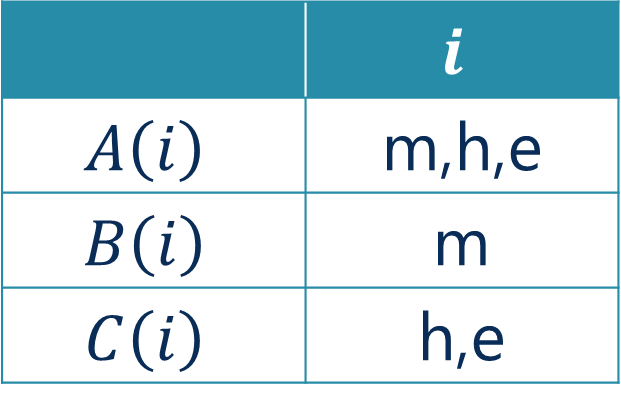 i
A(i) m,h,e
B(i) m
C(i) h,e